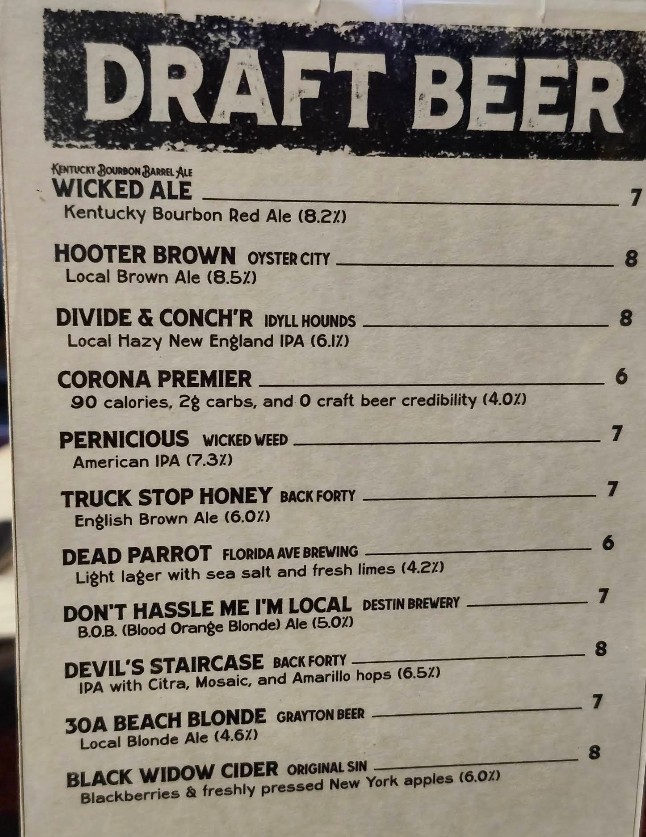 DRAFT BEER
KENTUCKY BOURBON BARREL ALE
WICKED ALE 7
Kentucky Bourbon Red Ale (8.2%)
HOOTER BROWN OYSTER CITY 8
Local Brown Ale (8.5%)
DIVIDE & CONCH'R IDYLL HOUNDS 8
Local Hazy New England IPA (6.1%)
CORONA PREMIER 6
90 calories, 2g carbs, and 0 craft beer credibility (4.0%)
PERNICIOUS WICKED WEED 7
American IPA (7.3%)
TRUCK STOP HONEY BACK FORTY 7
English Brown Ale (6.0%)
DEAD PARROT FLORIDA AVE BREWING 6
Light lager with sea salt and fresh limes (4.2%)
DON'T HASSLE ME I'M LOCAL DESTIN BREWERY 7
B.O.B. (Blood Orange Blonde) Ale (5.0%)
DEVIL'S STAIRCASE BACK FORTY 8
IPA with Citra, Mosaic, and Amarillo hops (6.5%)
30A BEACH BLONDE GRAYTON BEER 7
Local Blonde Ale (4.6%)
BLACK WIDOW CIDER ORIGINAL SIN 8
Blackberries & freshly pressed New York apples (6.0%)